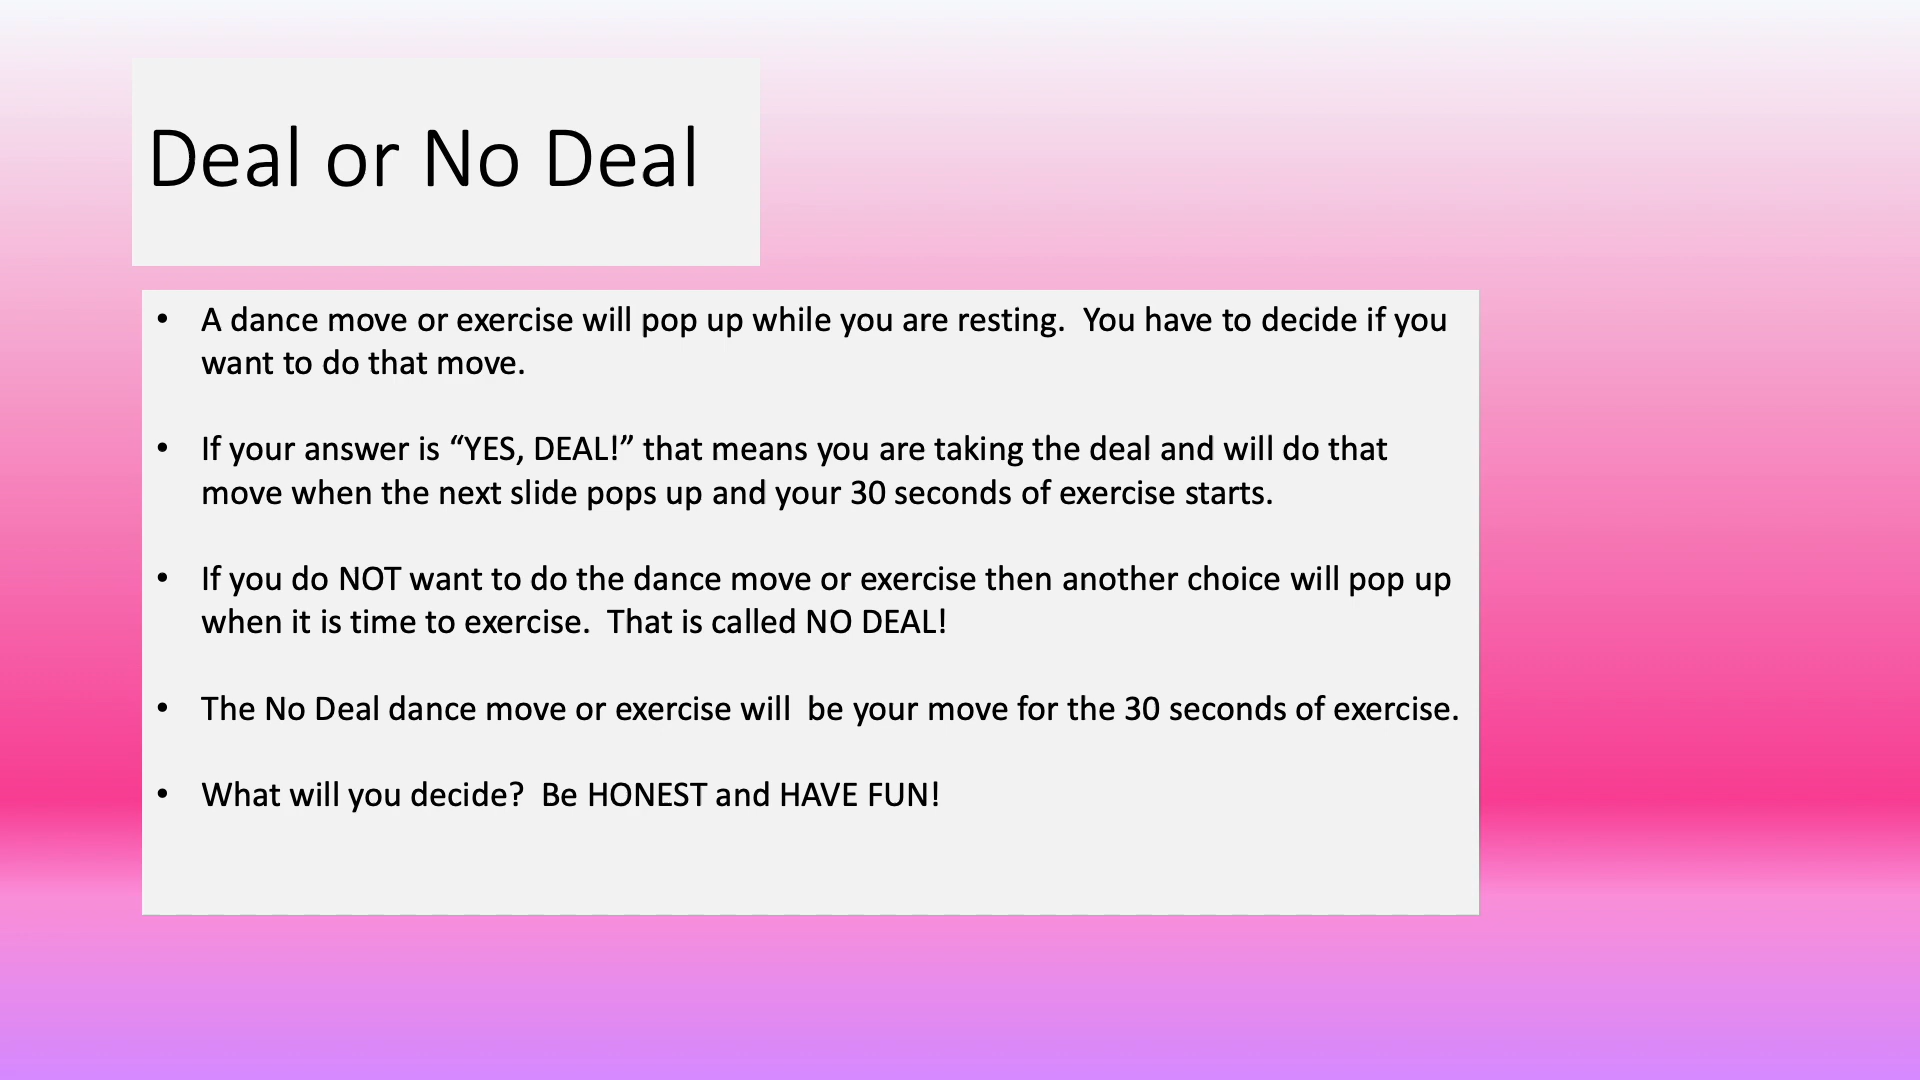 Deal or No Deal
• A dance move or exercise will pop up while you are resting.  You have to decide if you
want to do that move.
• If your answer is “YES, DEAL!” that means you are taking the deal and will do that
move when the next slide pops up and your 30 seconds of exercise starts.
• If you do NOT want to do the dance move or exercise then another choice will pop up
when it is time to exercise.  That is called NO DEAL!
• The No Deal dance move or exercise will  be your move for the 30 seconds of exercise.
• What will you decide?  Be HONEST and HAVE FUN!